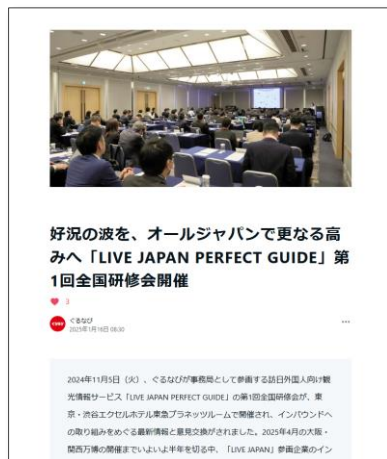 好況の波を、オールジャパンで更なる高
みへ「LIVE JAPAN PERFECT GUIDE」第
1回全国研修会開催
3
ぐるなび
2025年1月16日 08:30
2024年11月5日（火）、ぐるなびが事務局として参画する訪日外国人向け観
光情報サービス「LIVE JAPAN PERFECT GUIDE」の第1回全国研修会が、東
京・渋谷エクセルホテル東急プラネッツルームで開催され、インバウンドへ
の取り組みをめぐる最新情報と意見交換がされました。2025年4月の大阪・
関西万博の開催までいよいよ半年を切る中、「LIVE JAPAN」参画企業のイン